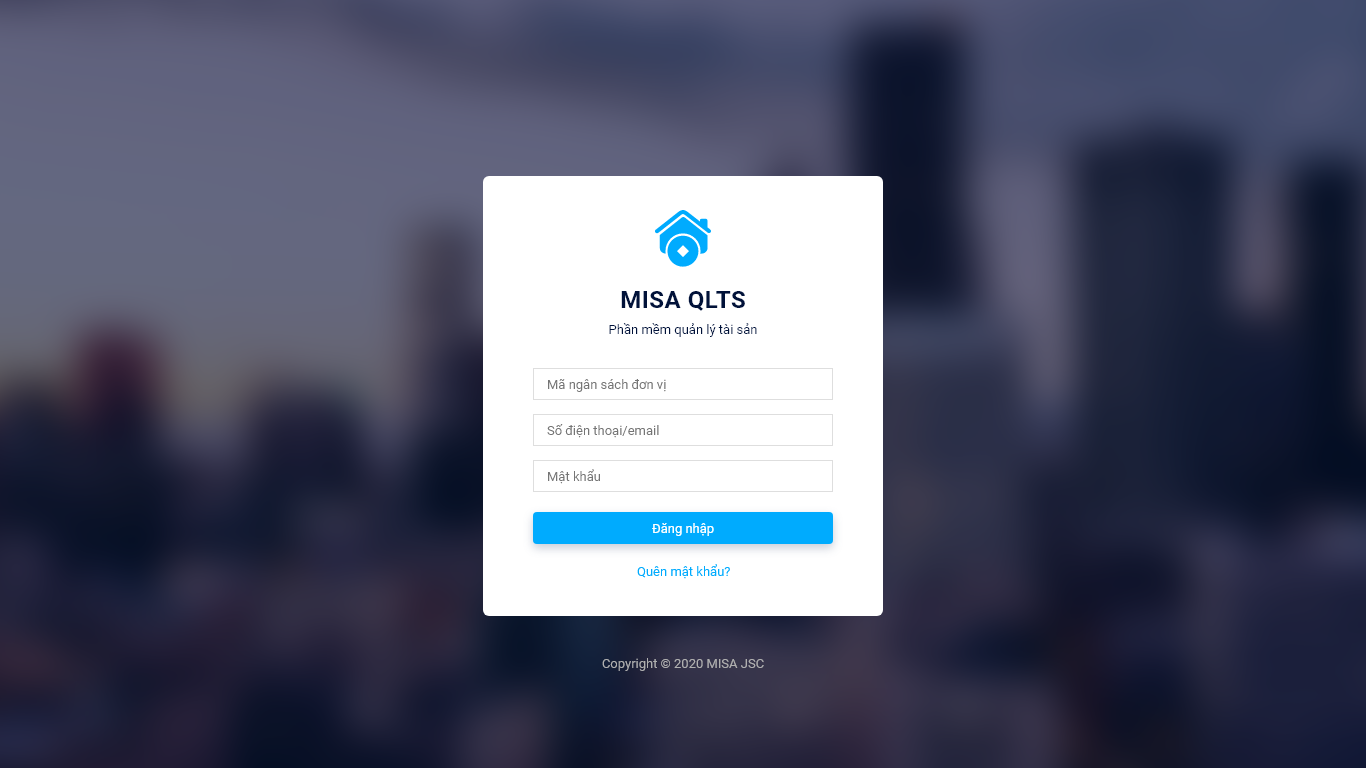 MISA QLTS
Phần mềm quản lý tài sản
Mã ngân sách đơn vị
Số điện thoại/email
Mật khẩu
Đăng nhập
Quên mật khẩu?
Copyright © 2020 MISA JSC